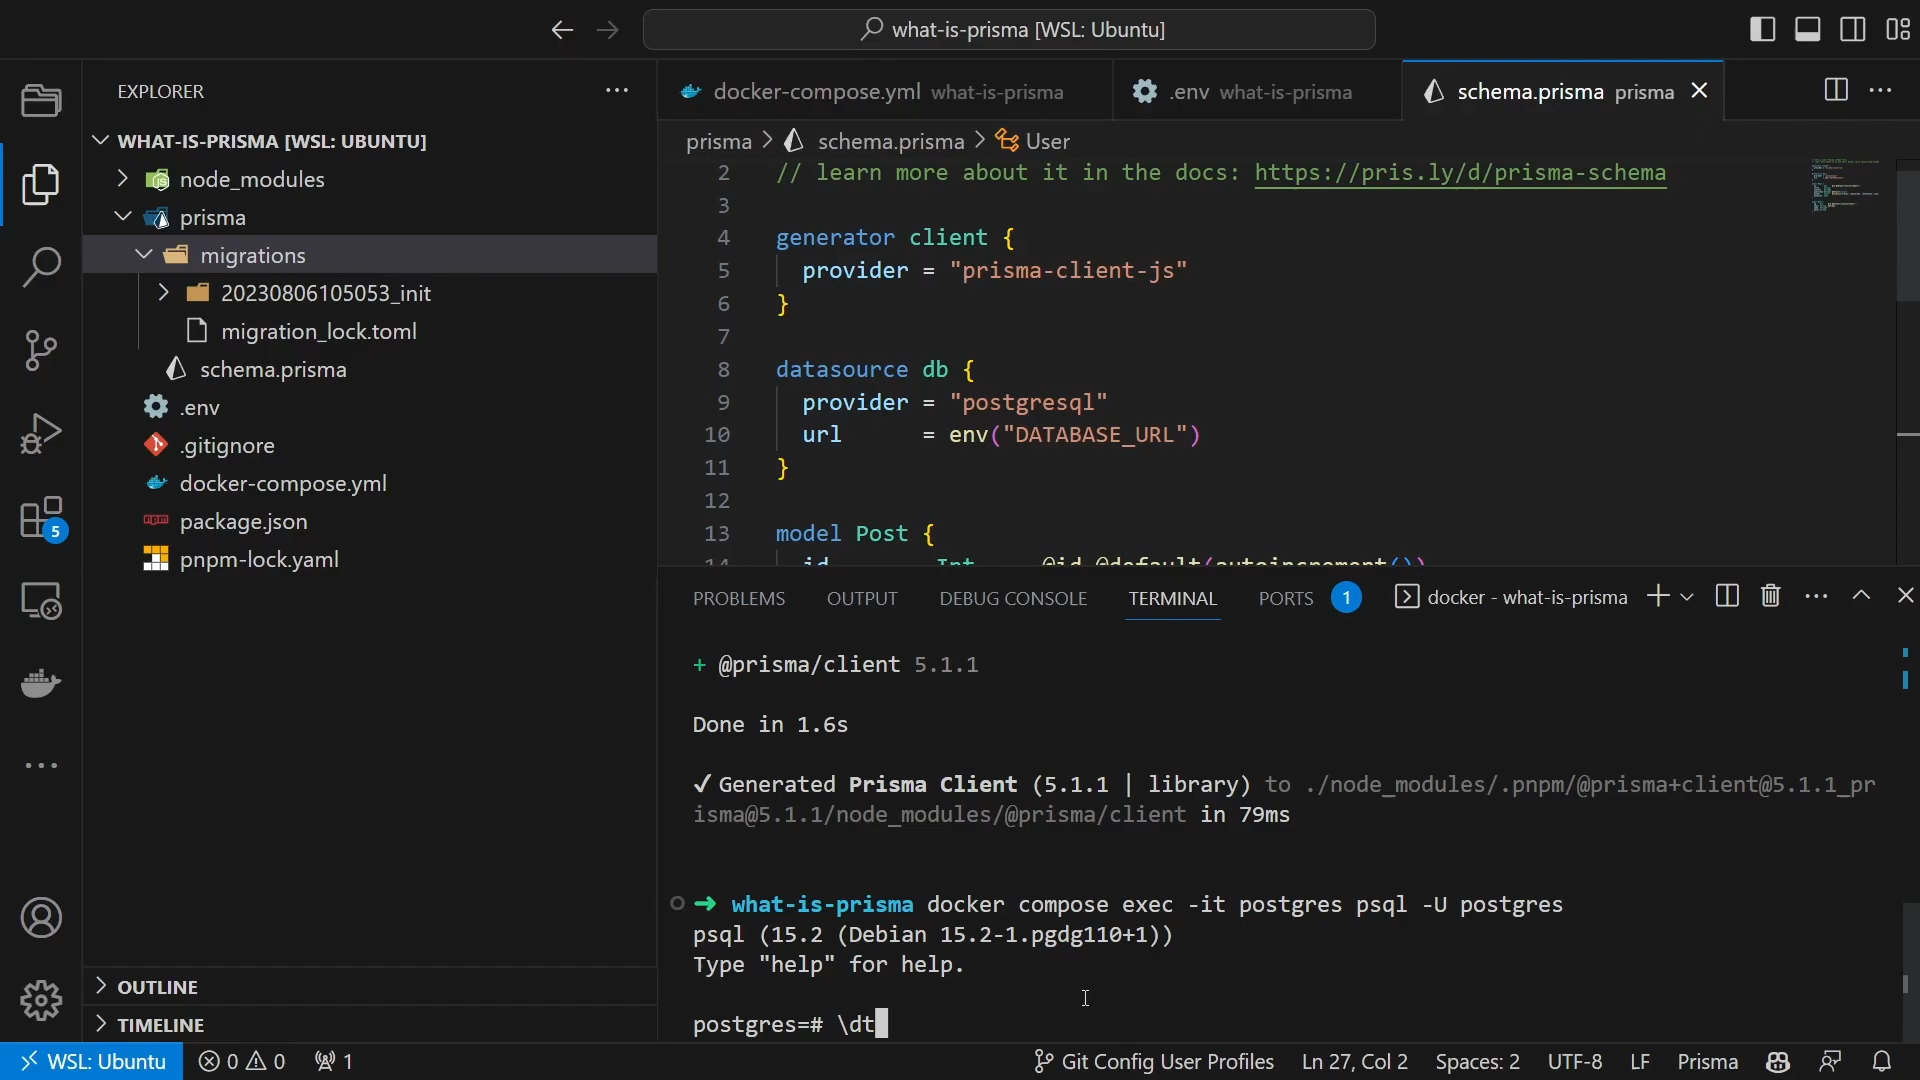 what-is-prisma [WSL: Ubuntu]
EXPLORER
WHAT-IS-PRISMA [WSL: UBUNTU]
node_modules
prisma
migrations
20230806105053_init
migration_lock.toml
schema.prisma
.env
.gitignore
docker-compose.yml
package.json
pnpm-lock.yaml
OUTLINE
TIMELINE
5
docker-compose.yml what-is-prisma
.env what-is-prisma
schema.prisma prisma
prisma > schema.prisma > User
2 // learn more about it in the docs: https://pris.ly/d/prisma-schema
3
4 generator client {
5 provider = "prisma-client-js"
6 }
7
8 datasource db {
9 provider = "postgresql"
10 url = env("DATABASE_URL")
11 }
12
13 model Post {
14 id Int @id @default(autoincrement())
PROBLEMS OUTPUT DEBUG CONSOLE TERMINAL PORTS 1 docker - what-is-prisma
+ @prisma/client 5.1.1
Done in 1.6s
✓ Generated Prisma Client (5.1.1 | library) to ./node_modules/.pnpm/@prisma+client@5.1.1_pr
isma@5.1.1/node_modules/@prisma/client in 79ms
➜ what-is-prisma docker compose exec -it postgres psql -U postgres
psql (15.2 (Debian 15.2-1.pgdg110+1))
Type "help" for help.
postgres=# \dt
WSL: Ubuntu 0 0 1 Git Config User Profiles Ln 27, Col 2 Spaces: 2 UTF-8 LF Prisma